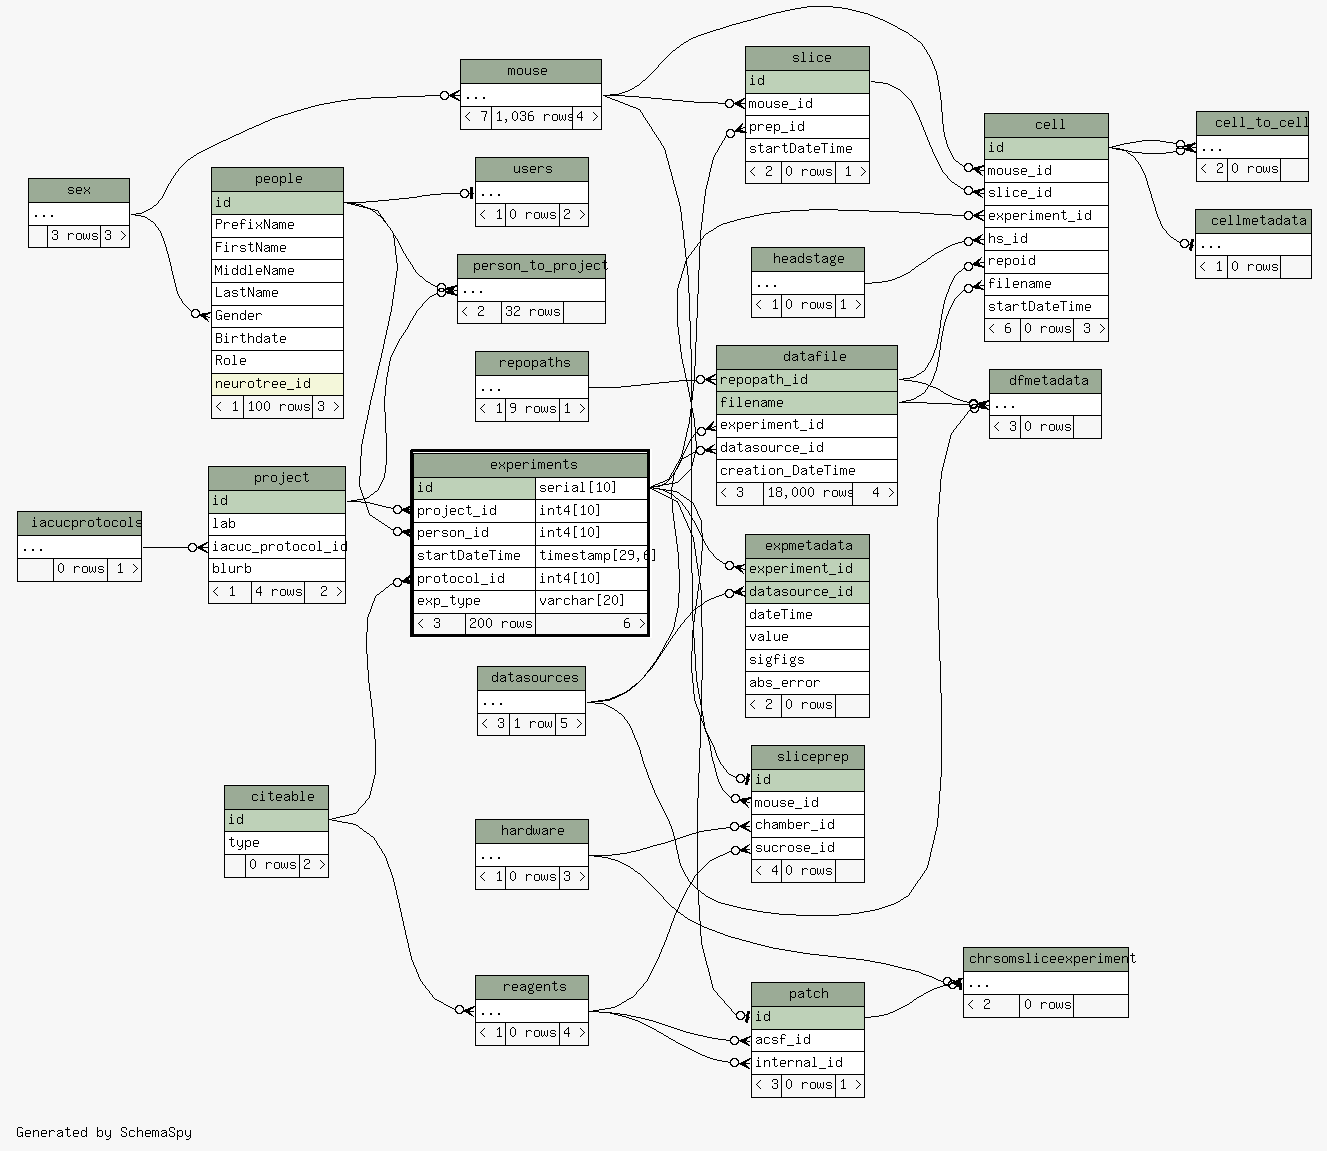 mouse
...
< 7 1,036 rows 4 >
slice
id
mouse_id
prep_id
startDateTime
< 2 0 rows 1 >
cell
id
mouse_id
slice_id
experiment_id
hs_id
repoid
filename
startDateTime
< 6 0 rows 3 >
cell_to_cell
...
< 2 0 rows
cellmetadata
...
< 1 0 rows
sex
...
3 rows 3 >
people
id
PrefixName
FirstName
MiddleName
LastName
Gender
Birthdate
Role
neurotree_id
< 1 100 rows 3 >
users
...
< 1 0 rows 2 >
person_to_project
...
< 2 32 rows
headstage
...
< 1 0 rows 1 >
repopaths
...
< 1 9 rows 1 >
datafile
repopath_id
filename
experiment_id
datasource_id
creation_DateTime
< 3 18,000 rows 4 >
dfmetadata
...
< 3 0 rows
project
id
lab
iacuc_protocol_id
blurb
< 1 4 rows 2 >
iacucprotocols
...
0 rows 1 >
experiments
id serial[10]
project_id int4[10]
person_id int4[10]
startDateTime timestamp[29,6]
protocol_id int4[10]
exp_type varchar[20]
< 3 200 rows 6 >
expmetadata
experiment_id
datasource_id
dateTime
value
sigfigs
abs_error
< 2 0 rows
datasources
...
< 3 1 row 5 >
sliceprep
id
mouse_id
chamber_id
sucrose_id
< 4 0 rows
citeable
id
type
0 rows 2 >
hardware
...
< 1 0 rows 3 >
reagents
...
< 1 0 rows 4 >
patch
id
acsf_id
internal_id
< 3 0 rows 1 >
chrsomsliceexperiment
...
< 2 0 rows
Generated by SchemaSpy